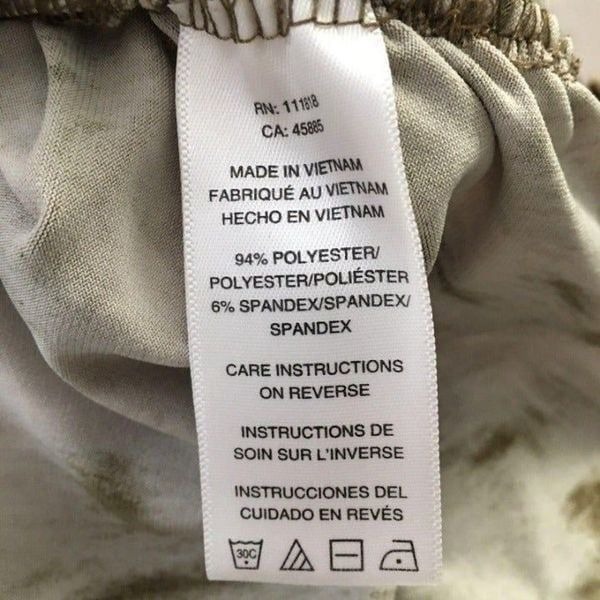 RN: 111818
CA: 45885
MADE IN VIETNAM
FABRIQUÉ AU VIETNAM
HECHO EN VIETNAM
94% POLYESTER/
POLYESTER/POLIÉSTER
6% SPANDEX/SPANDEX/
SPANDEX
CARE INSTRUCTIONS
ON REVERSE
INSTRUCTIONS DE
SOIN SUR L'INVERSE
INSTRUCCIONES DEL
CUIDADO EN REVÉS
30C